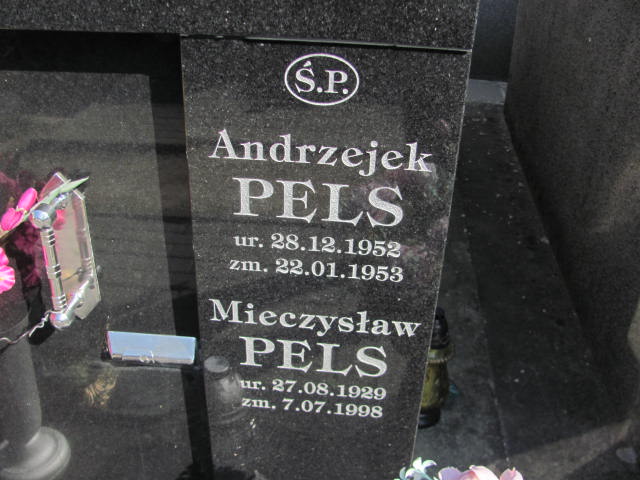 Ś.P.
Andrzejek
PELS
ur. 28.12.1952
zm. 22.01.1953
Mieczysław
PELS
ur. 27.08.1929
zm. 7.07.1998